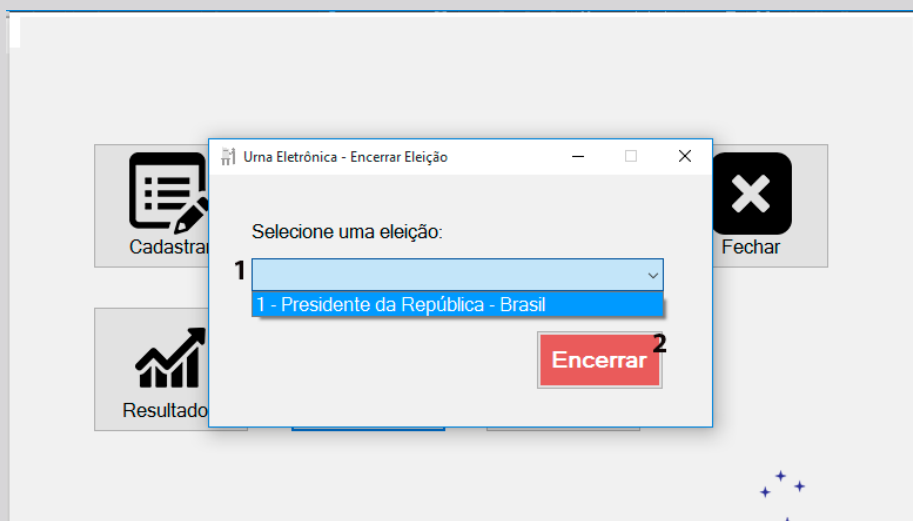 Urna Eletrônica - Encerrar Eleição
Cadastrar
Selecione uma eleição:
Fechar
1
1 - Presidente da República - Brasil
2
Encerrar
Resultado